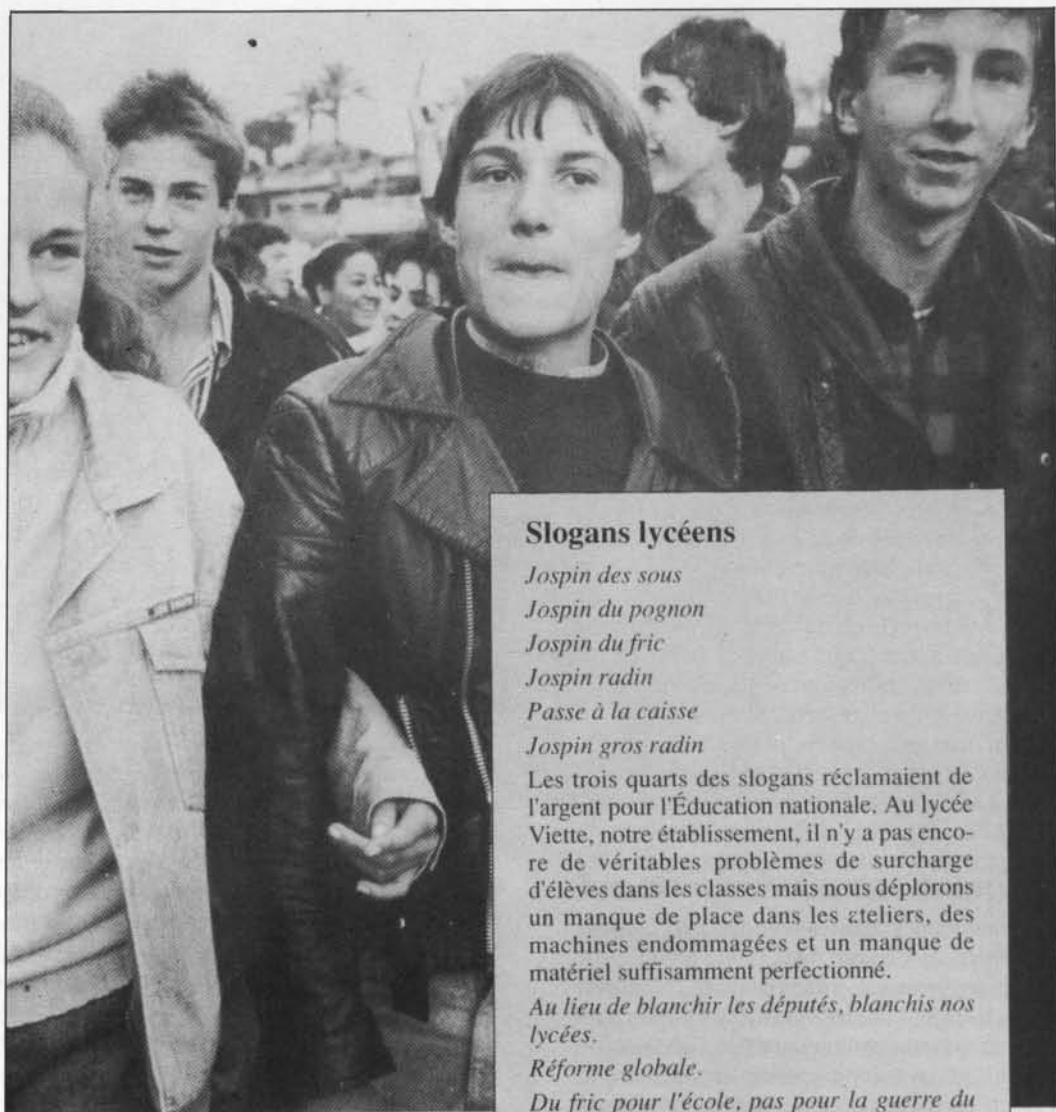 Slogans lycéens
Jospin des sous
Jospin du pognon
Jospin du fric
Jospin radin
Passe à la caisse
Jospin gros radin
Les trois quarts des slogans réclamaient de
l'argent pour l'Éducation nationale. Au lycée
Viette, notre établissement, il n'y a pas enco-
re de véritables problèmes de surcharge
d'élèves dans les classes mais nous déplorons
un manque de place dans les ateliers, des
machines endommagées et un manque de
matériel suffisamment perfectionné.
Au lieu de blanchir les députés, blanchis nos
lycées.
Réforme globale.
Du fric pour l'école, pas pour la guerre du